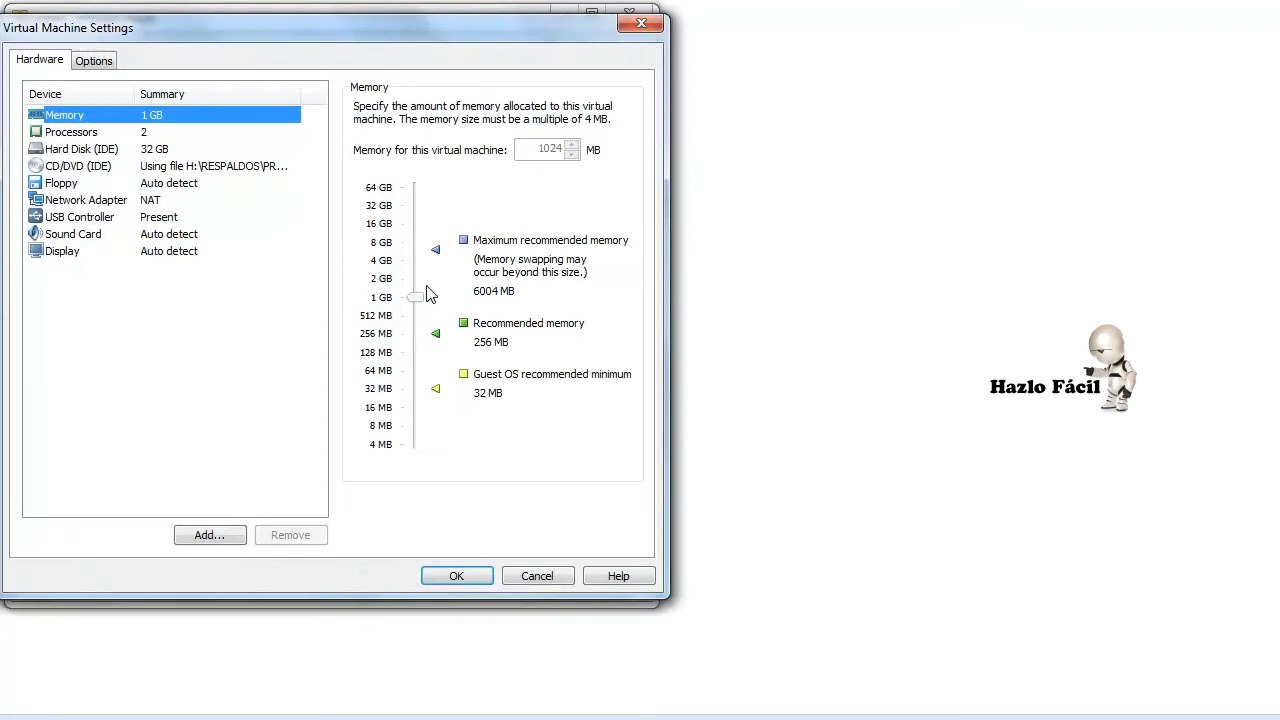 Virtual Machine Settings
Hardware Options
Device Summary
Memory 1 GB
Processors 2
Hard Disk (IDE) 32 GB
CD/DVD (IDE) Using file H:\RESPALDOS\PR...
Floppy Auto detect
Network Adapter NAT
USB Controller Present
Sound Card Auto detect
Display Auto detect
Add... Remove
Memory
Specify the amount of memory allocated to this virtual
machine. The memory size must be a multiple of 4 MB.
Memory for this virtual machine: 1024 MB
64 GB
32 GB
16 GB
8 GB
4 GB
2 GB
1 GB
512 MB
256 MB
128 MB
64 MB
32 MB
16 MB
8 MB
4 MB
Maximum recommended memory
(Memory swapping may
occur beyond this size.)
6004 MB
Recommended memory
256 MB
Guest OS recommended minimum
32 MB
OK Cancel Help
Hazlo Fácil